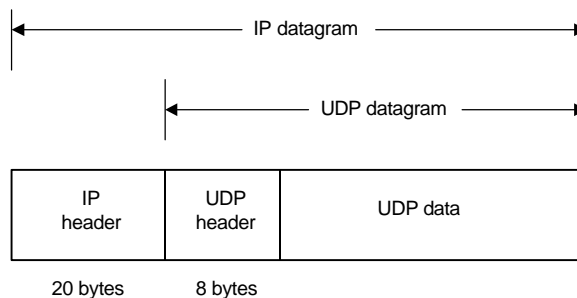 IP datagram
UDP datagram
IP
header
UDP
header
UDP data
20 bytes
8 bytes